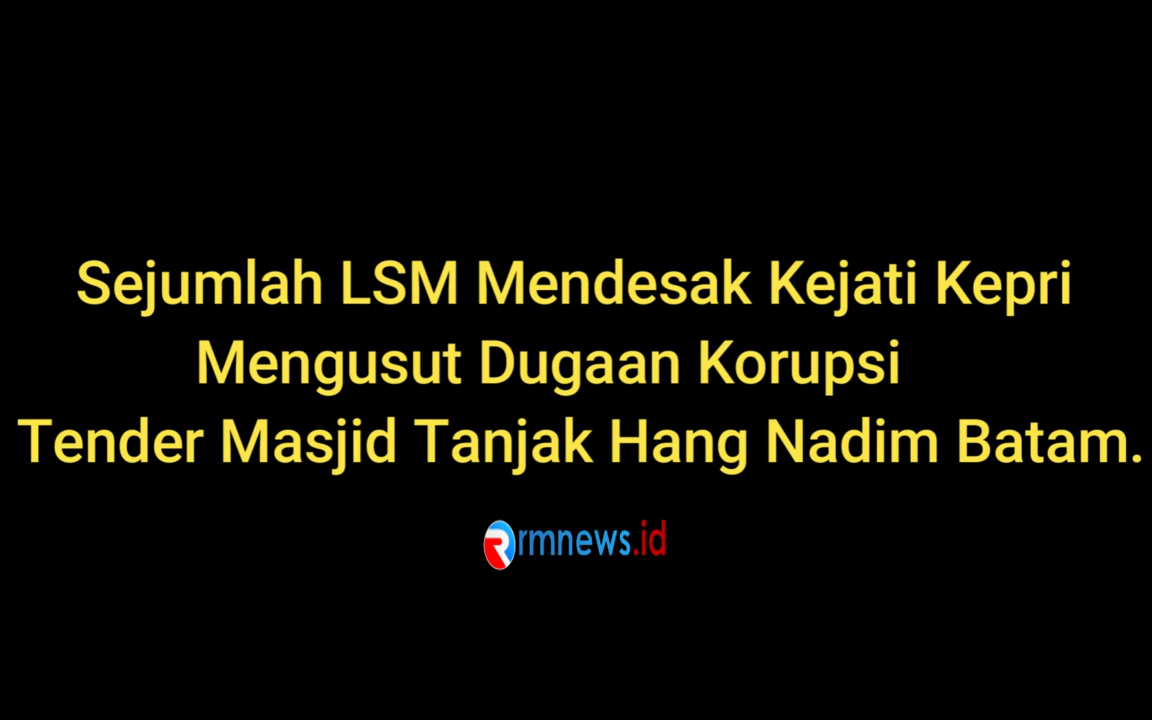 Sejumlah LSM Mendesak Kejati Kepri
Mengusut Dugaan Korupsi
Tender Masjid Tanjak Hang Nadim Batam.
rmnews.id